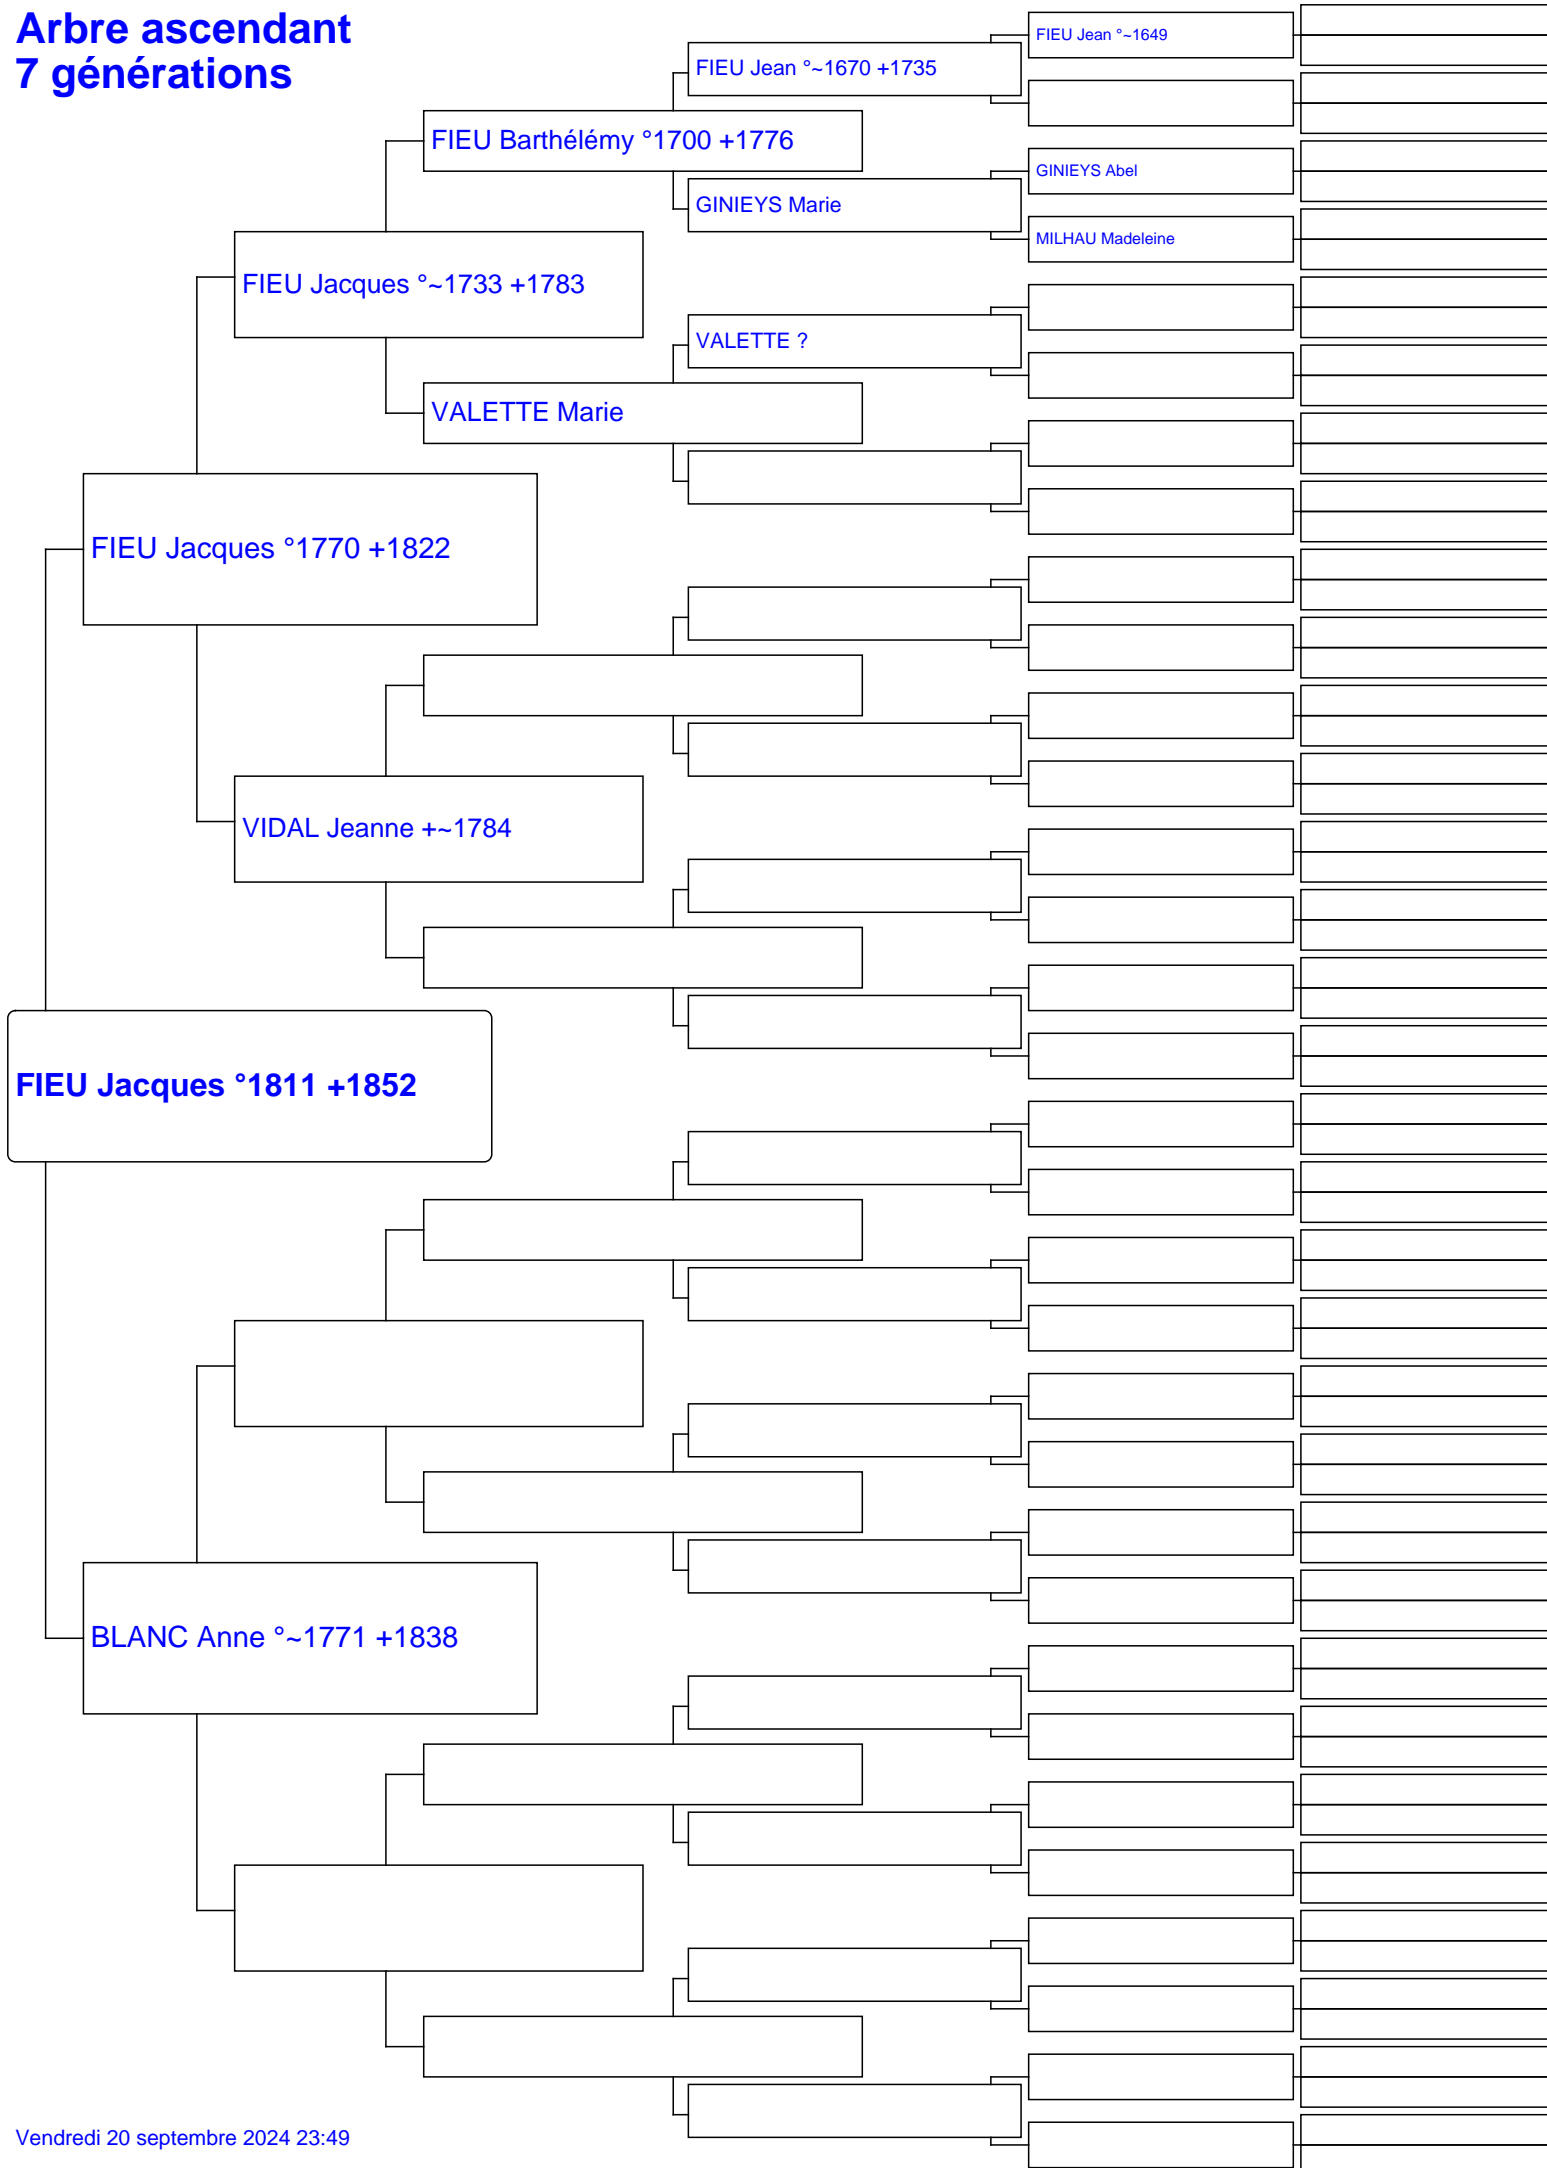 Arbre ascendant
7 générations
FIEU Jean °~1649
FIEU Jean °~1670 +1735
FIEU Barthélémy °1700 +1776
GINIEYS Abel
GINIEYS Marie
MILHAU Madeleine
FIEU Jacques °~1733 +1783
VALETTE ?
VALETTE Marie
FIEU Jacques °1770 +1822
VIDAL Jeanne +~1784
FIEU Jacques °1811 +1852
BLANC Anne °~1771 +1838
Vendredi 20 septembre 2024 23:49